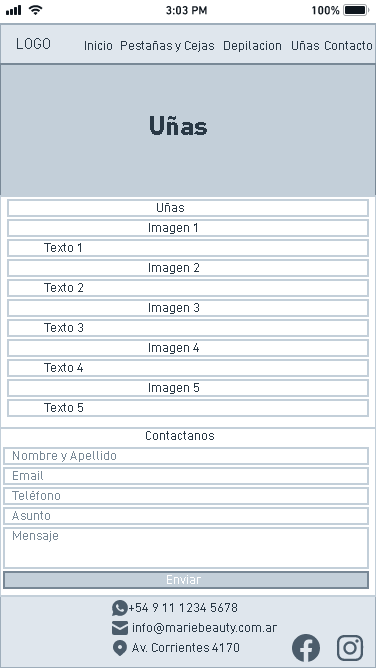 3:03 PM 100%
LOGO Inicio Pestañas y Cejas Depilacion Uñas Contacto
Uñas
Uñas
Imagen 1
Texto 1
Imagen 2
Texto 2
Imagen 3
Texto 3
Imagen 4
Texto 4
Imagen 5
Texto 5
Contactanos
Nombre y Apellido
Email
Teléfono
Asunto
Mensaje
Enviar
+54 9 11 1234 5678
info@mariebeauty.com.ar
Av. Corrientes 4170